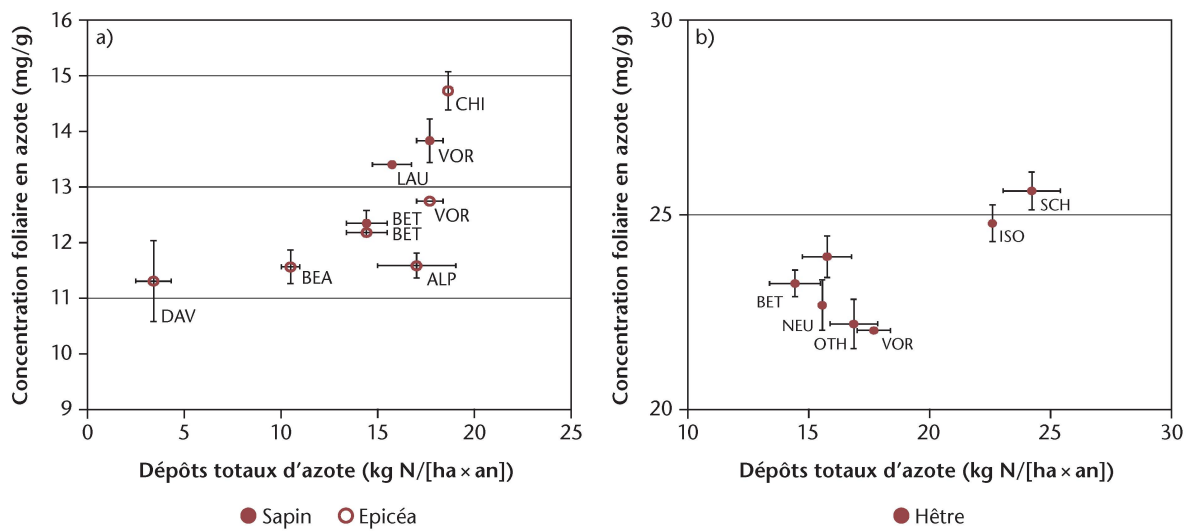 a)
Concentration foliaire en azote (mg/g)
16
15
14
13
12
11
10
9
CHI
VOR
LAU
VOR
BET
BET
ALP
BEA
DAV
0
5
10
15
20
25
Dépôts totaux d'azote (kg N/[ha × an])
Sapin
Epicéa
b)
Concentration foliaire en azote (mg/g)
30
25
20
SCH
ISO
BET
NEU
OTH
VOR
10
15
20
25
30
Dépôts totaux d'azote (kg N/[ha × an])
Hêtre